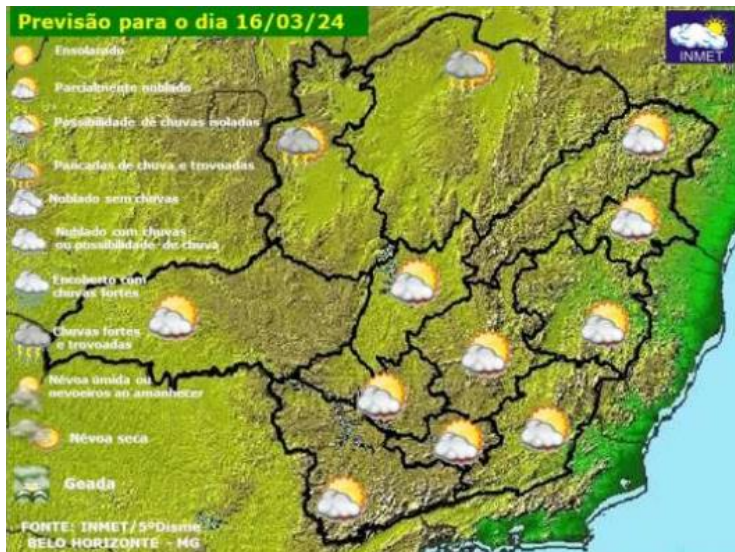 Previsão para o dia 16/03/24
INMET
Ensolarado
Parcialmente nublado
Possibilidade de chuvas isoladas
Pancadas de chuva e trovoadas
Nublado sem chuvas
Nublado com chuvas
ou possibilidade de chuva
Encoberto com
chuvas fortes
Chuvas fortes
e trovoadas
Névoa úmida ou
nevoeiros ao amanhecer
Névoa seca
Geada
FONTE: INMET/5ºDisme
BELO HORIZONTE - MG